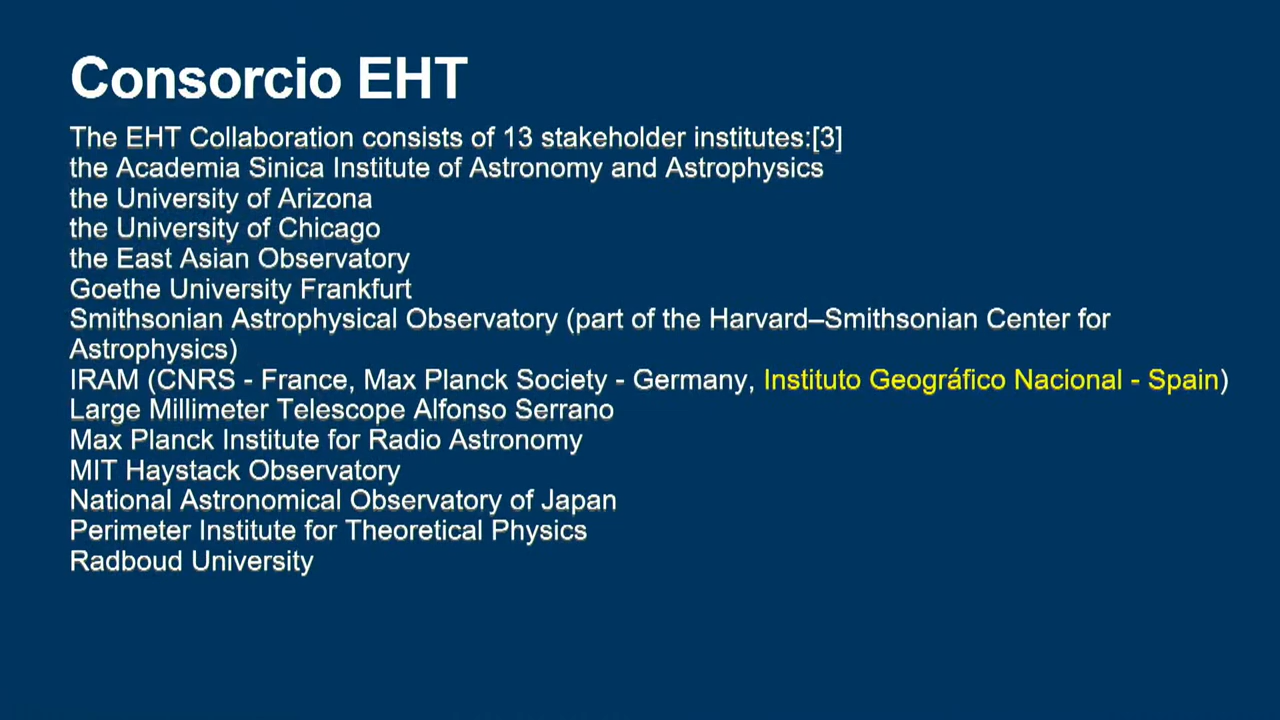 Consorcio EHT
The EHT Collaboration consists of 13 stakeholder institutes:[3]
the Academia Sinica Institute of Astronomy and Astrophysics
the University of Arizona
the University of Chicago
the East Asian Observatory
Goethe University Frankfurt
Smithsonian Astrophysical Observatory (part of the Harvard–Smithsonian Center for
Astrophysics)
IRAM (CNRS - France, Max Planck Society - Germany, Instituto Geográfico Nacional - Spain)
Large Millimeter Telescope Alfonso Serrano
Max Planck Institute for Radio Astronomy
MIT Haystack Observatory
National Astronomical Observatory of Japan
Perimeter Institute for Theoretical Physics
Radboud University